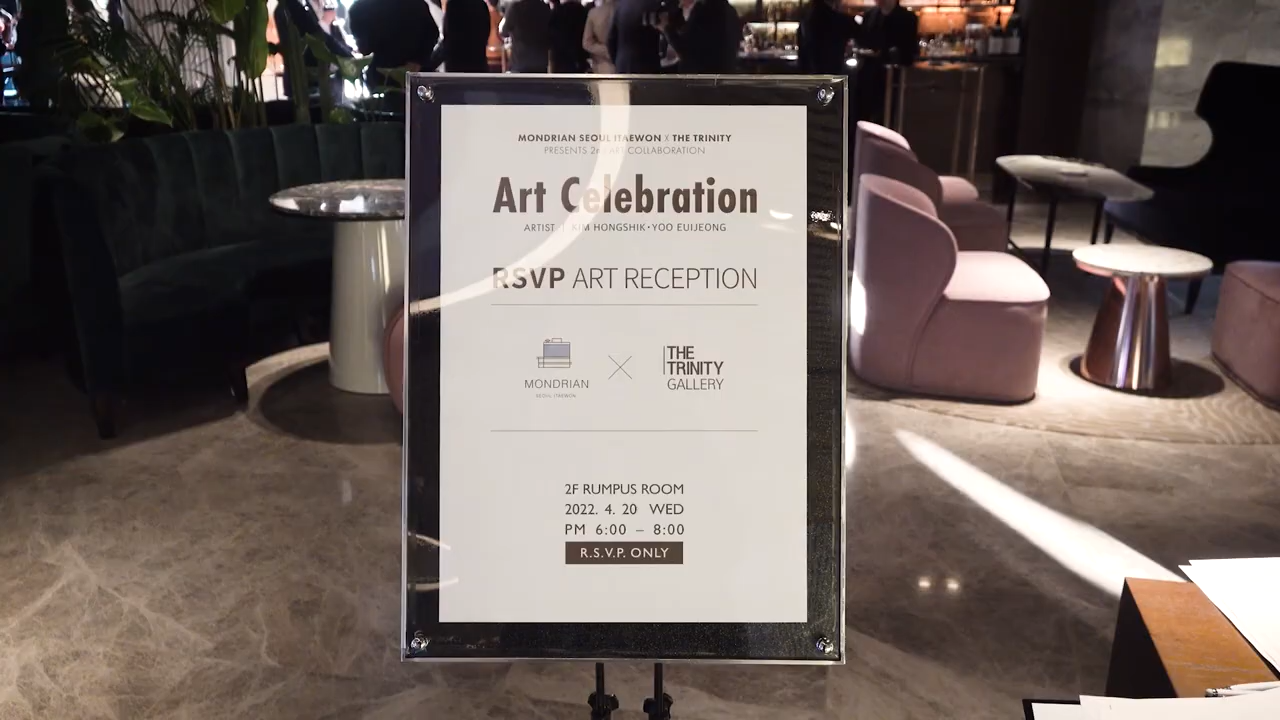 MONDRIAN SEOUL ITAEWON X THE TRINITY
PRESENTS 2nd ART COLLABORATION
Art Celebration
ARTIST | KIM HONGSHIK · YOO EUIJEONG
RSVP ART RECEPTION
MONDRIAN
SEOUL ITAEWON
THE
TRINITY
GALLERY
2F RUMPUS ROOM
2022. 4. 20 WED
PM 6:00 – 8:00
R.S.V.P. ONLY